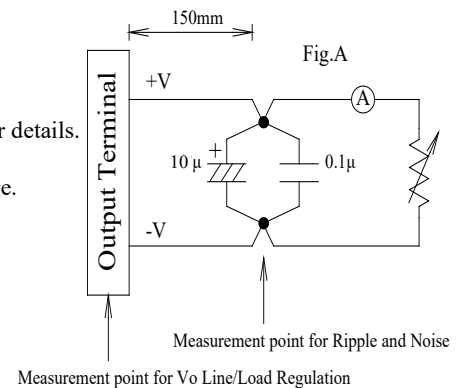 150mm
Fig.A
+V
A
r details.
Output Terminal
+
10 μ
0.1μ
ge.
-V
Measurement point for Ripple and Noise
Measurement point for Vo Line/Load Regulation